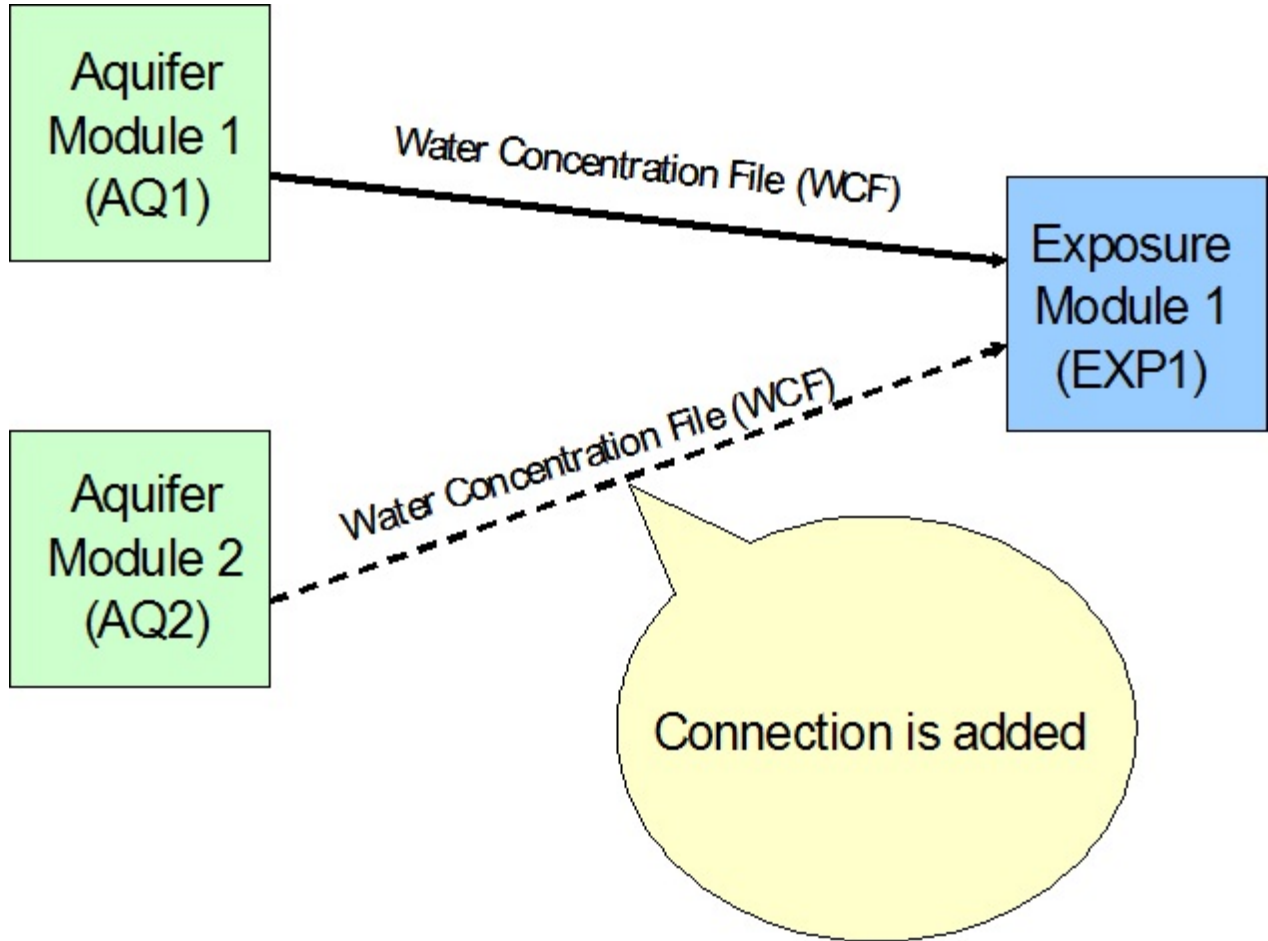 Aquifer
Module 1
(AQ1)
Water Concentration File (WCF)
Exposure
Module 1
(EXP1)
Water Concentration File (WCF)
Aquifer
Module 2
(AQ2)
Connection is added